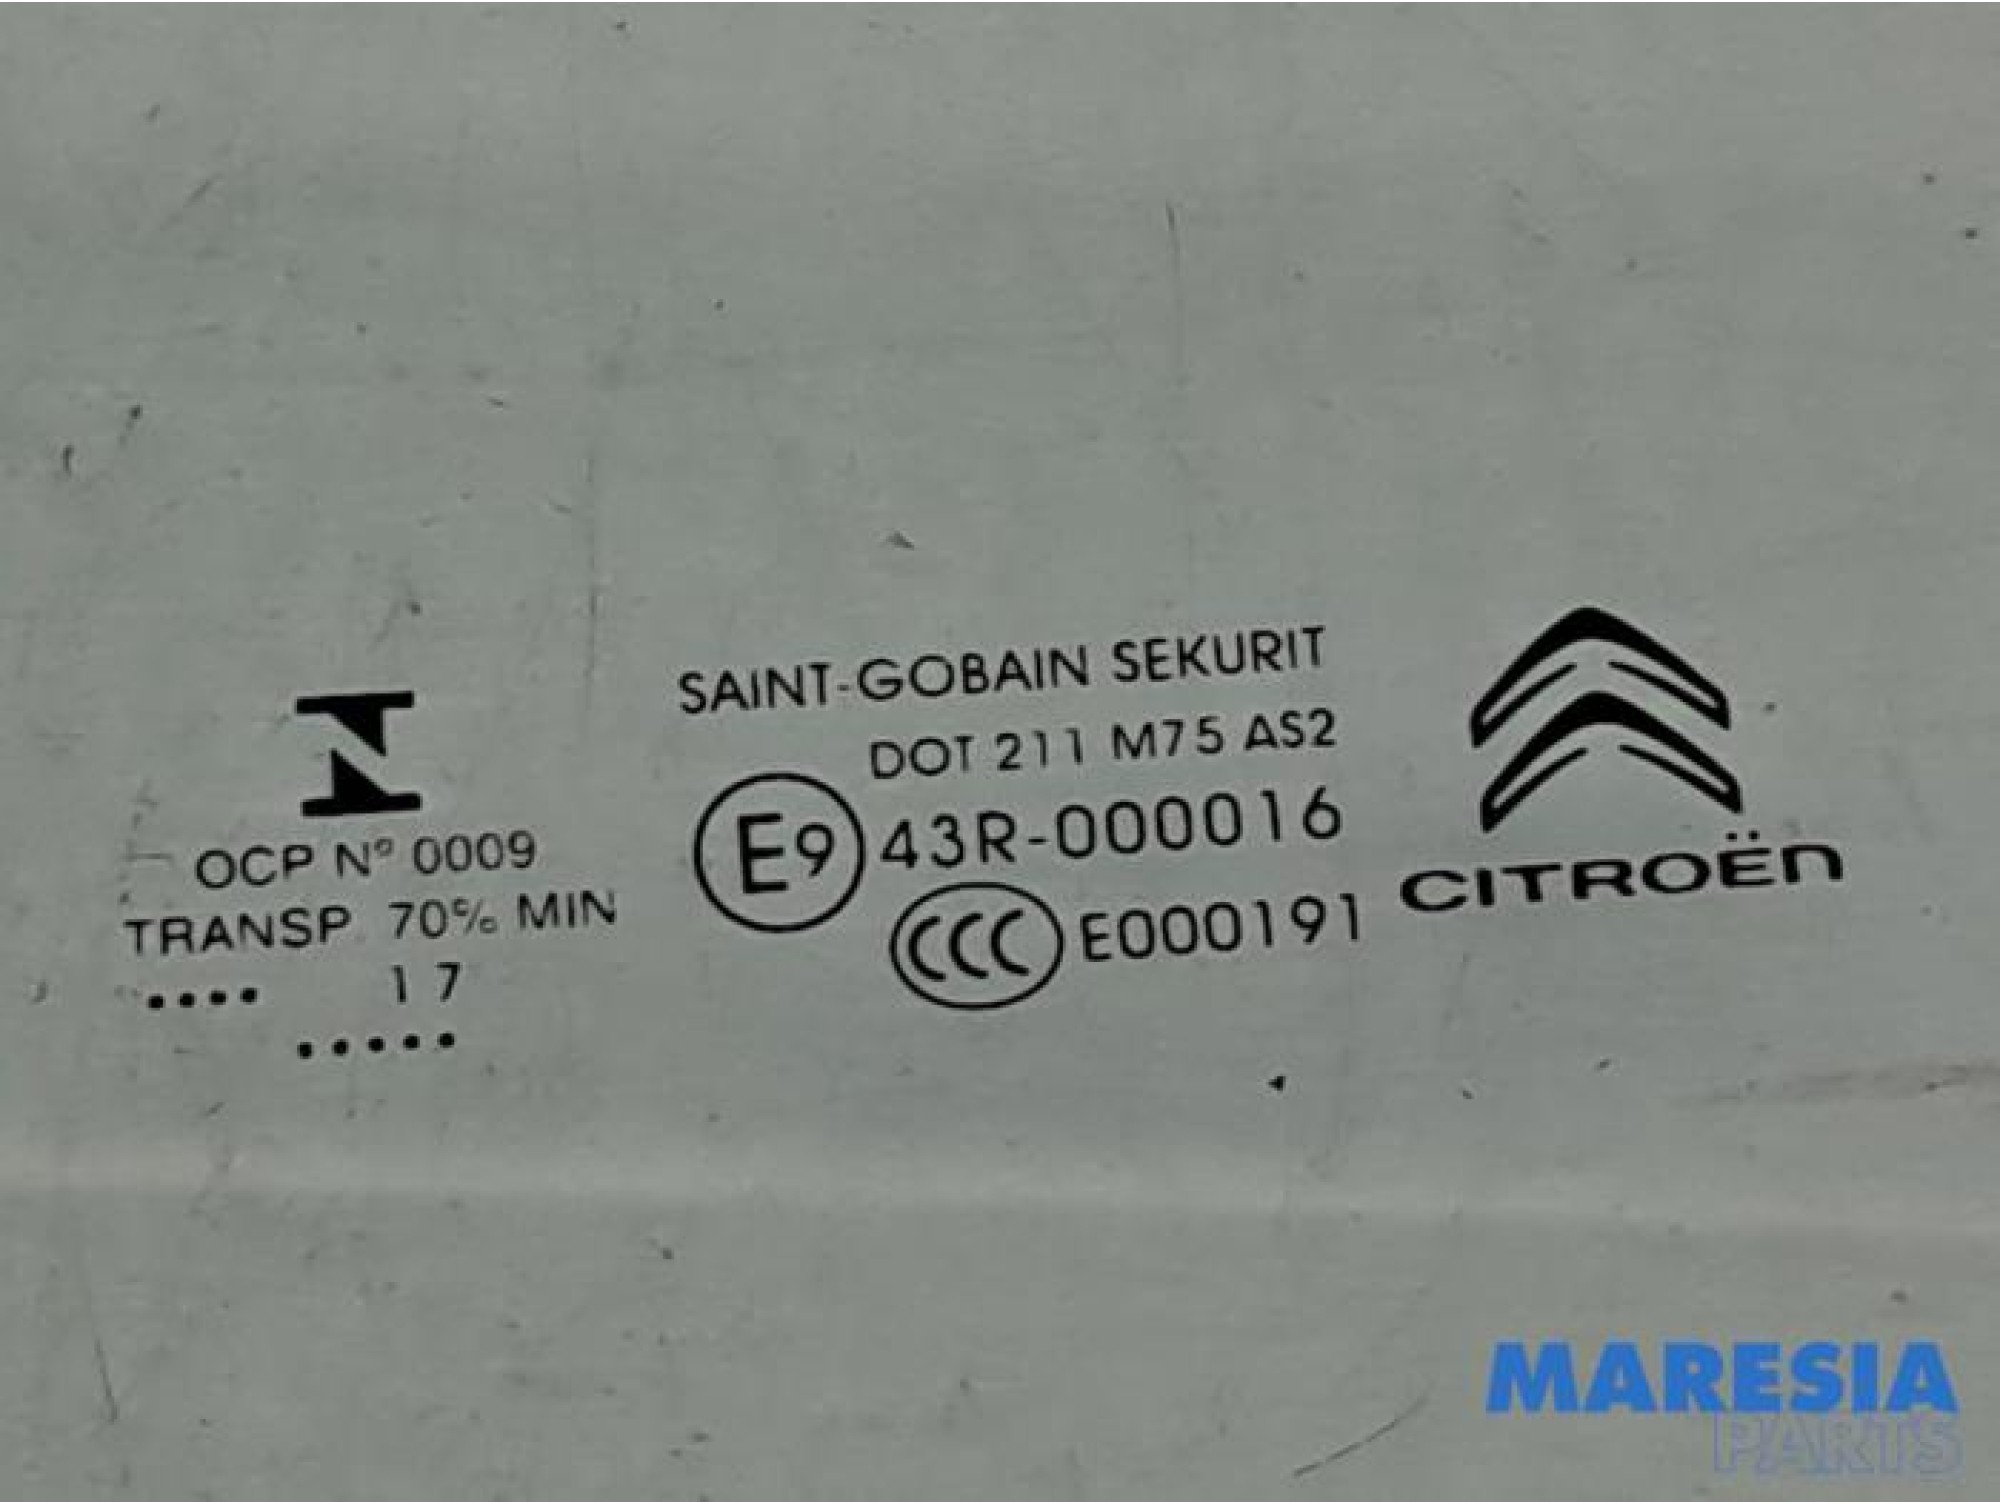 OCP Nº 0009
TRANSP. 70% MIN
.... 17
.....
SAINT-GOBAIN SEKURIT
DOT 211 M75 AS2
E9 43R-000016
CCC E000191
CITROËN
MARESIA
PARTS